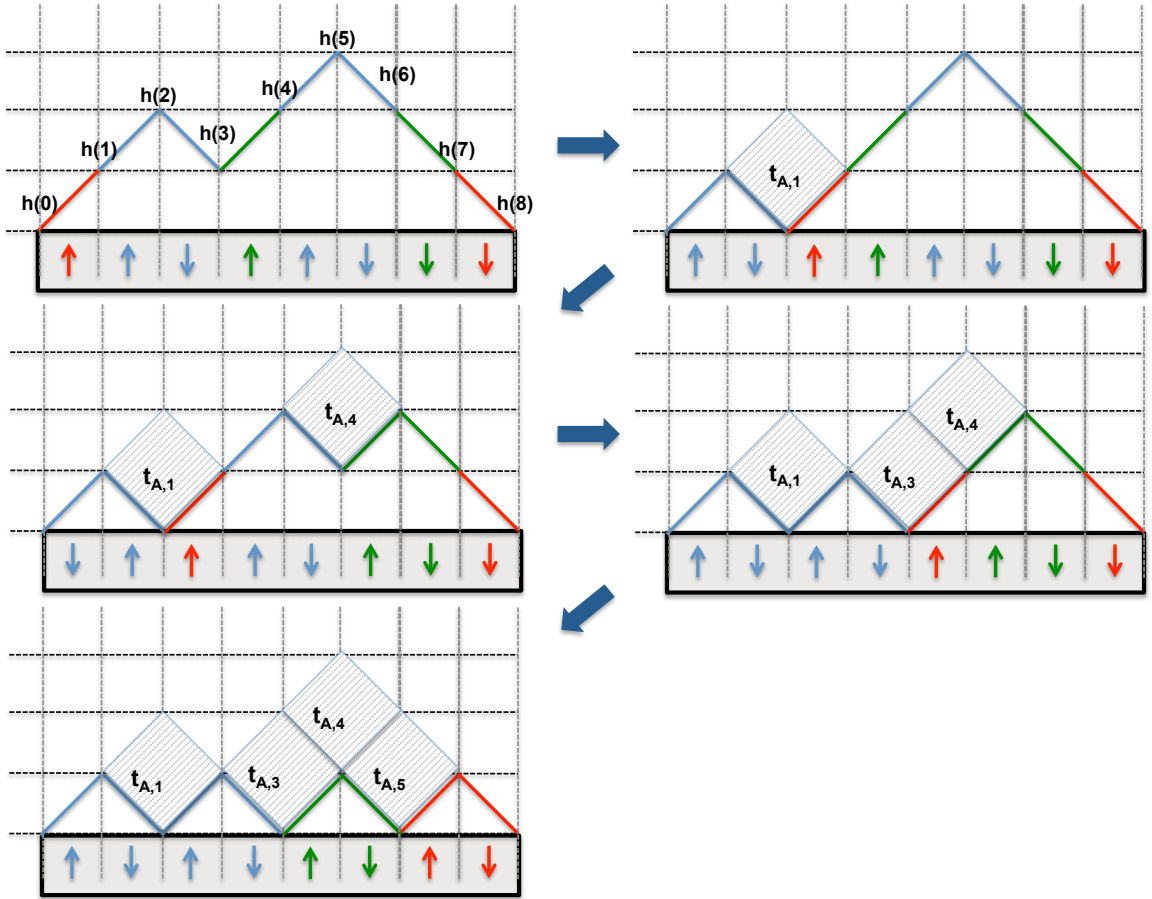 h(5)
h(2)
h(4)
h(6)
h(3)
h(1)
h(7)
h(0)
h(8)
t_A,1
t_A,1
t_A,4
t_A,1
t_A,3
t_A,4
t_A,1
t_A,3
t_A,4
t_A,5